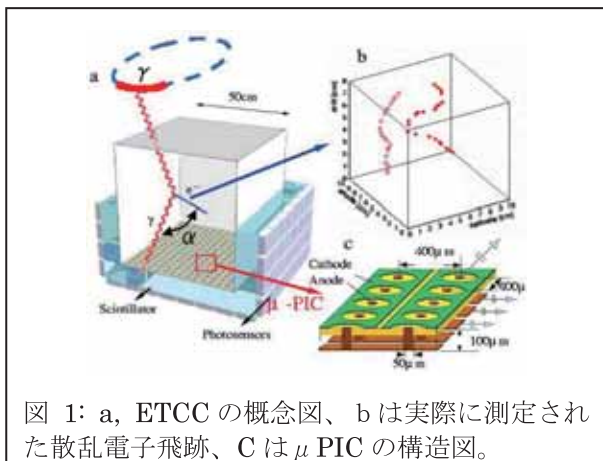 a
γ
50cm
b
e⁻
γ
α
μ-PIC
Scintillator
Photosensors
c
400μm
Cathode
Anode
400μ
100μm
50μm
図 1: a, ETCC の概念図、b は実際に測定され
た散乱電子飛跡、C は μ PIC の構造図。